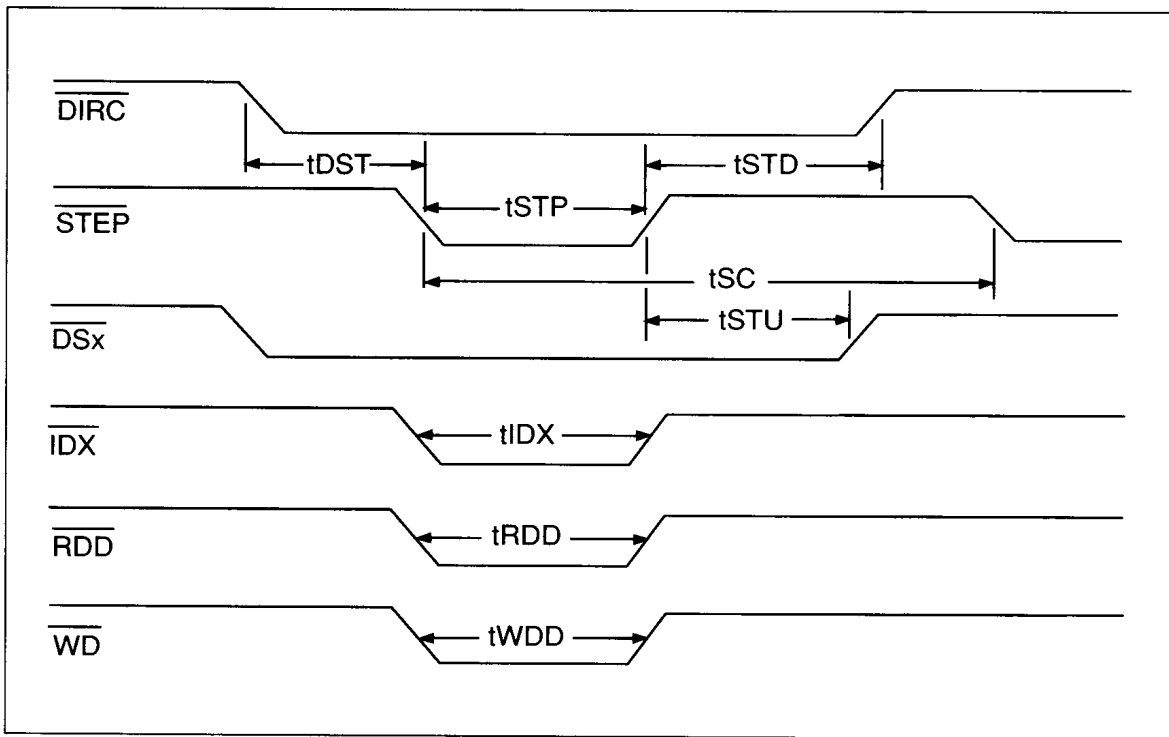 DIRC
tDST
tSTD
tSTP
STEP
tSC
tSTU
DSx
tIDX
IDX
tRDD
RDD
tWDD
WD